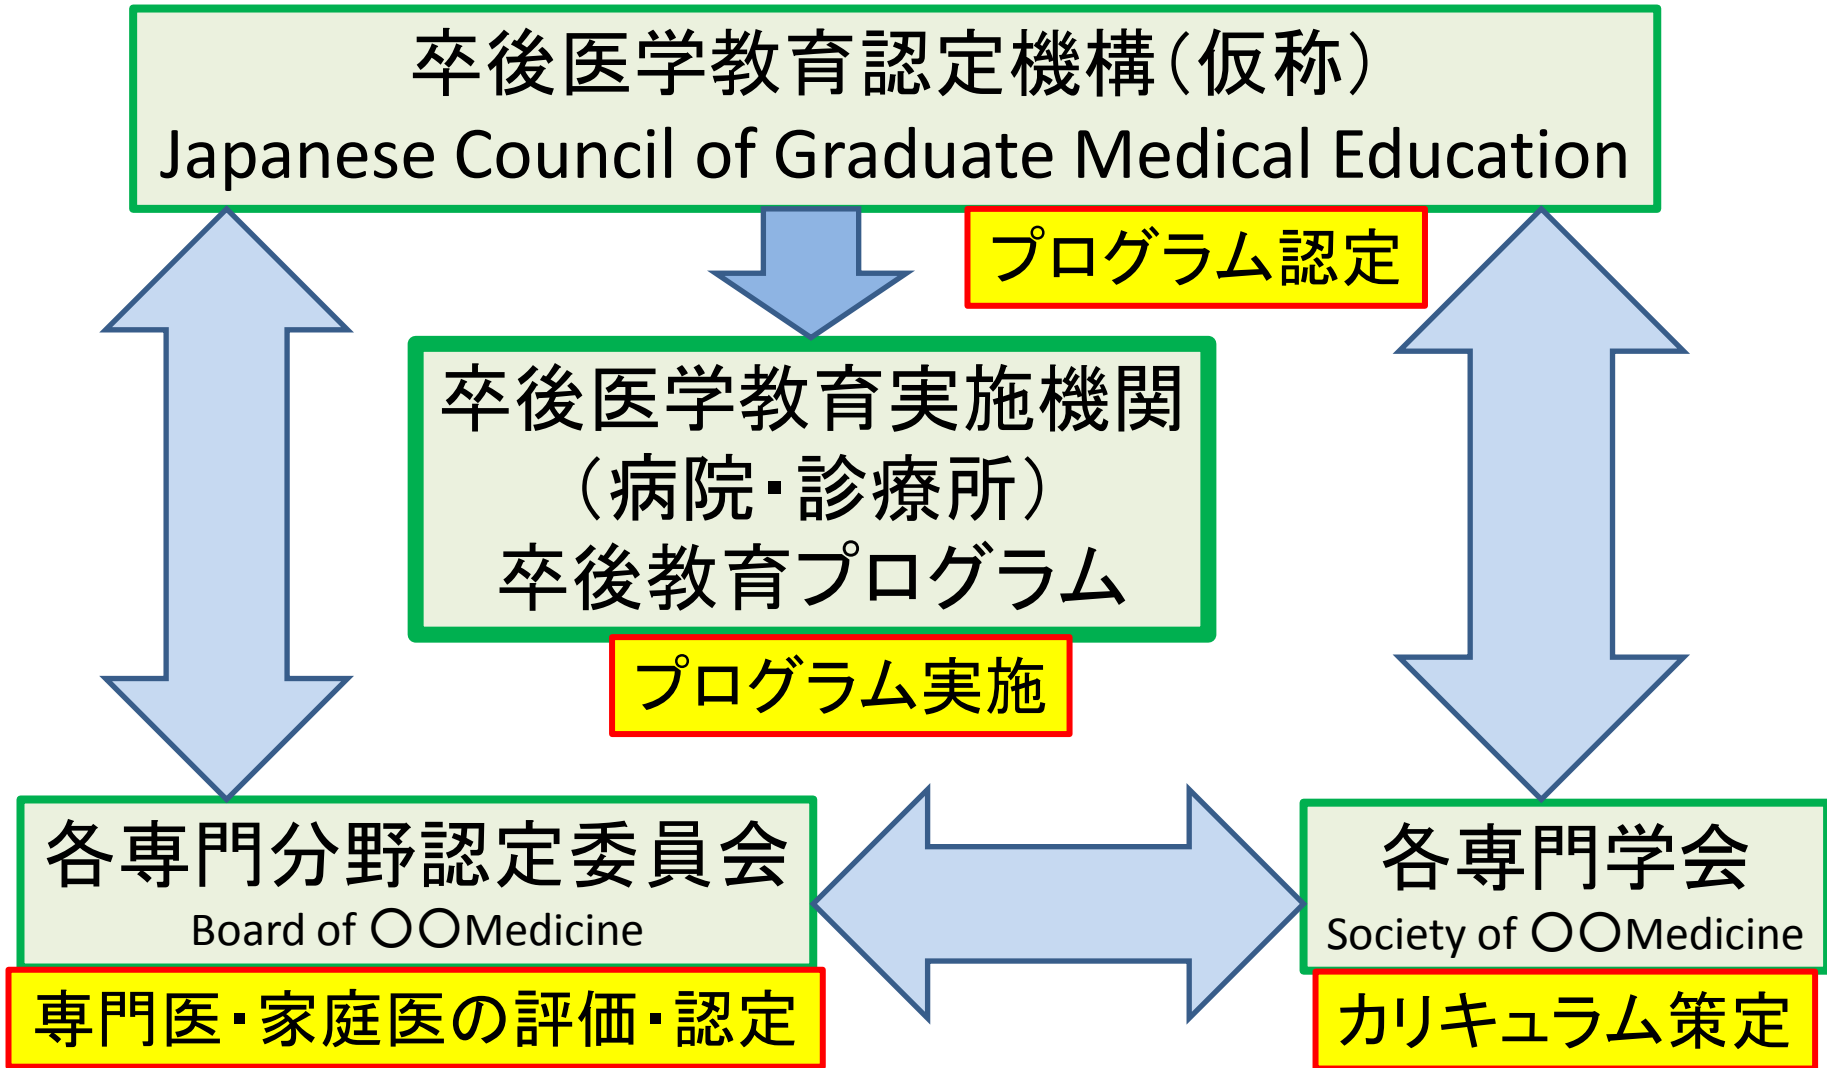 卒後医学教育認定機構（仮称）
Japanese Council of Graduate Medical Education
プログラム認定
卒後医学教育実施機関
（病院・診療所）
卒後教育プログラム
プログラム実施
各専門分野認定委員会
Board of 〇〇Medicine
専門医・家庭医の評価・認定
各専門学会
Society of 〇〇Medicine
カリキュラム策定